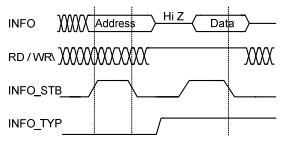 INFO Address Hi Z Data
RD / WR\
INFO_STB
INFO_TYP